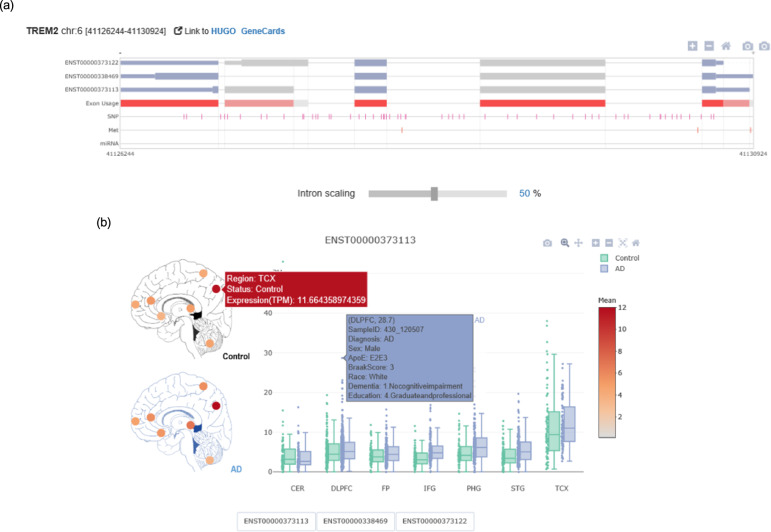 (a)
TREM2 chr:6 [41126244-41130924] Link to HUGO GeneCards
ENST00000373122
ENST00000338469
ENST00000373113
Exon Usage
SNP
Met
miRNA
41126244
41130924
Intron scaling 50 %
(b)
ENST00000373113
Control
AD
Region: TCX
Status: Control
Expression(TPM): 11.664358974359
Control
AD
(DLPFC, 28.7)
SampleID: 430_120507
Diagnosis: AD
Sex: Male
ApoE: E2E3
BraakScore: 3
Race: White
Dementia: 1.Nocognitiveimpairment
Education: 4.Graduateandprofessional
AD
40
30
20
10
0
CER DLPFC FP IFG PHG STG TCX
Mean
12
10
8
6
4
2
ENST00000373113 ENST00000338469 ENST00000373122